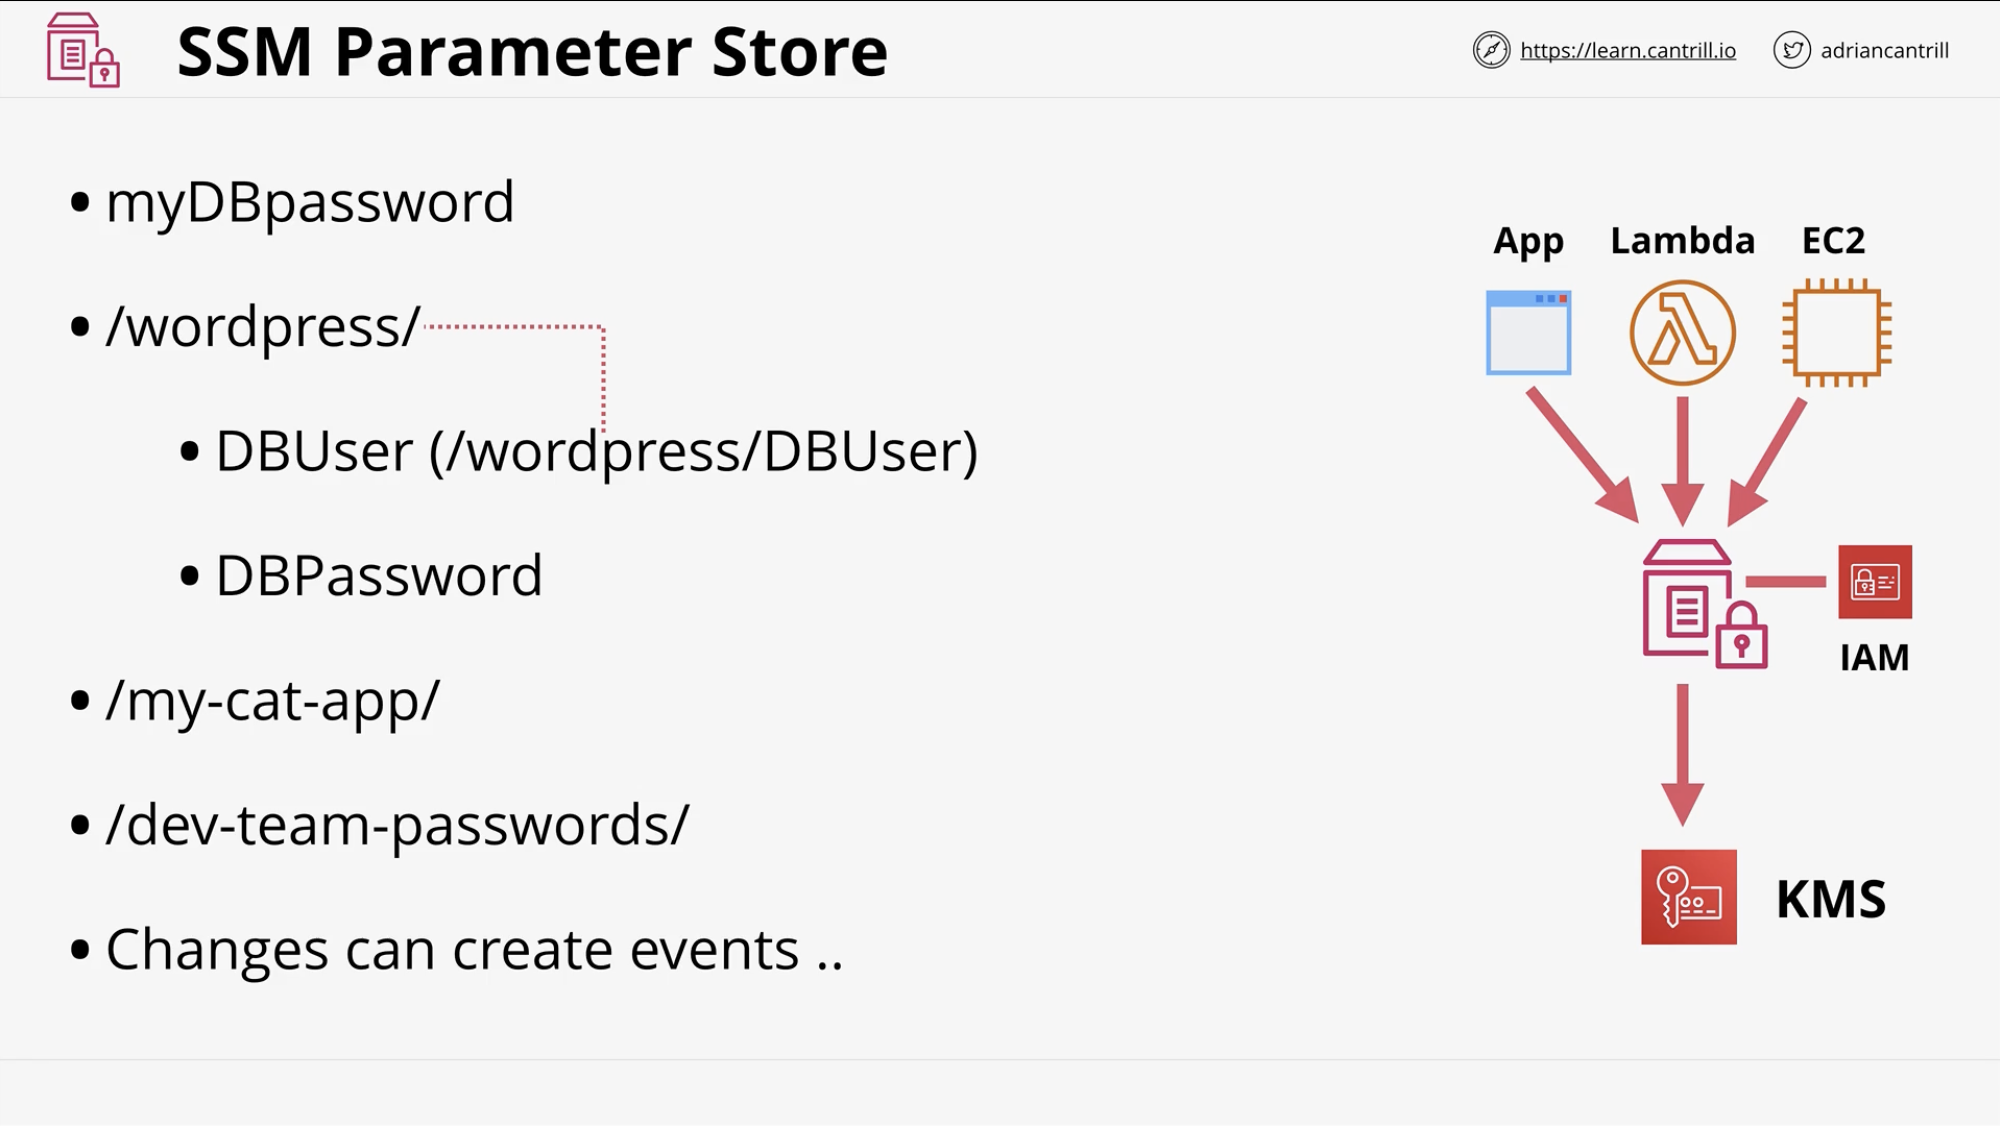 SSM Parameter Store
https://learn.cantrill.io
adriancantrill
• myDBpassword
• /wordpress/
• DBUser (/wordpress/DBUser)
• DBPassword
• /my-cat-app/
• /dev-team-passwords/
• Changes can create events ..
App
Lambda
EC2
IAM
KMS